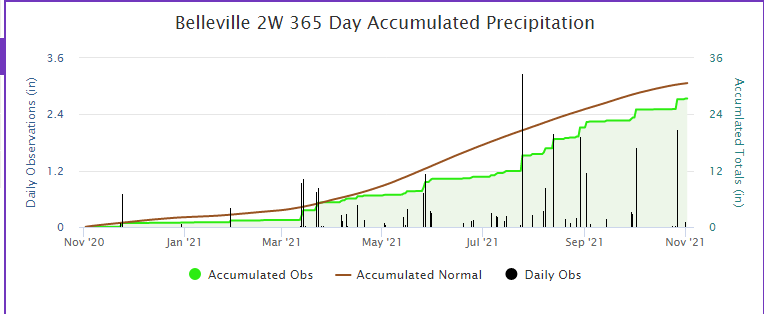 Belleville 2W 365 Day Accumulated Precipitation
3.6
36
2.4
24
1.2
12
0
0
Daily Observations (in)
Accumulated Totals (in)
Nov '20
Jan '21
Mar '21
May '21
Jul '21
Sep '21
Nov '21
Accumulated Obs
Accumulated Normal
Daily Obs